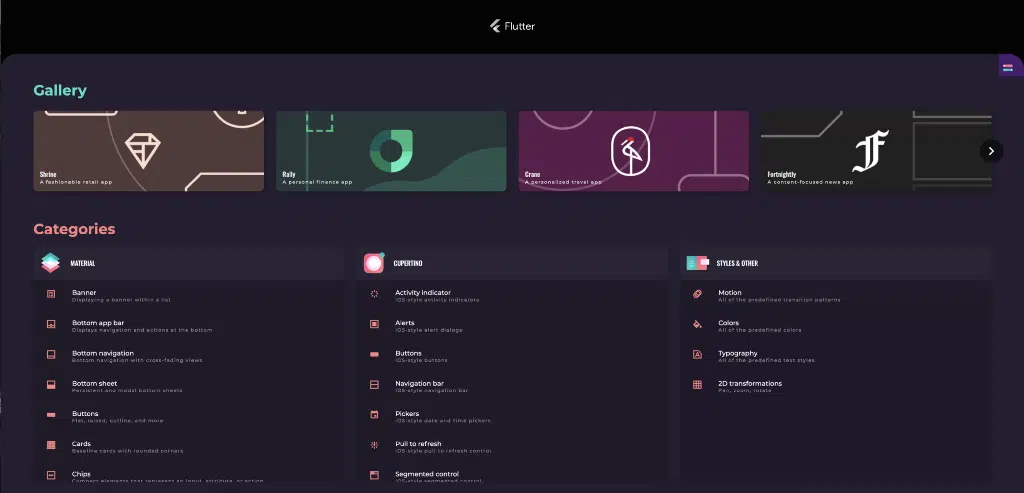 Flutter
Gallery
Shrine
A fashionable retail app
Rally
A personal finance app
Crane
A personalized travel app
Fortnightly
A content-focused news app
Categories
MATERIAL
Banner
Displaying a banner within a list
Bottom app bar
Displays navigation and actions at the bottom
Bottom navigation
Bottom navigation with cross-fading views
Bottom sheet
Persistent and modal bottom sheets
Buttons
Flat, raised, outline, and more
Cards
Baseline cards with rounded corners
Chips
Compact elements that represent an input, attribute, or action
CUPERTINO
Activity indicator
iOS-style activity indicators
Alerts
iOS-style alert dialogs
Buttons
iOS-style buttons
Navigation bar
iOS-style navigation bar
Pickers
iOS-style date and time pickers
Pull to refresh
iOS-style pull to refresh control
Segmented control
iOS-style segmented control
STYLES & OTHER
Motion
All of the predefined transition patterns
Colors
All of the predefined colors
Typography
All of the predefined text styles
2D transformations
Pan, zoom, rotate